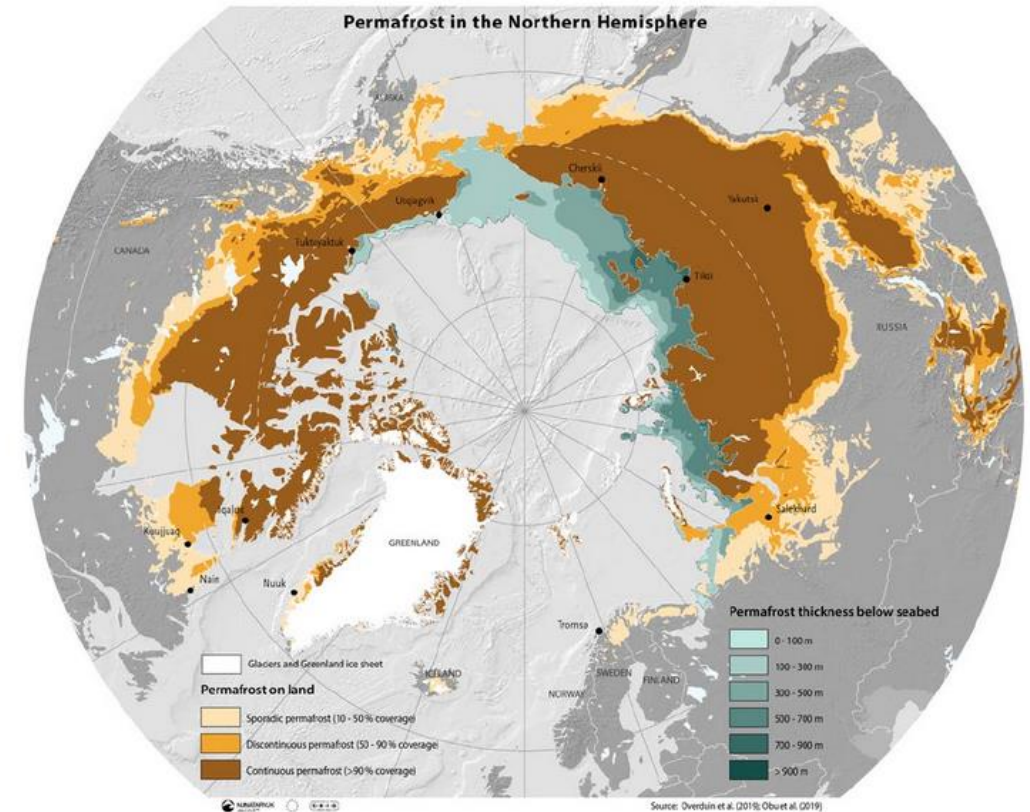 Permafrost in the Northern Hemisphere
ALASKA
Cherskii
Yakutsk
Utqiagvik
Tuktoyaktuk
CANADA
Tiksi
RUSSIA
Iqaluit
Salekhard
Kuujjuaq
GREENLAND
Nain
Nuuk
Tromsø
Permafrost thickness below seabed
0 - 100 m
Glaciers and Greenland ice sheet
ICELAND
SWEDEN
FINLAND
NORWAY
100 - 300 m
Permafrost on land
300 - 500 m
Sporadic permafrost (10 - 50 % coverage)
500 - 700 m
Discontinuous permafrost (50 - 90 % coverage)
700 - 900 m
Continuous permafrost (>90 % coverage)
> 900 m
NUNATARYUK
Source: Overduin et al. (2019); Obu et al. (2019)